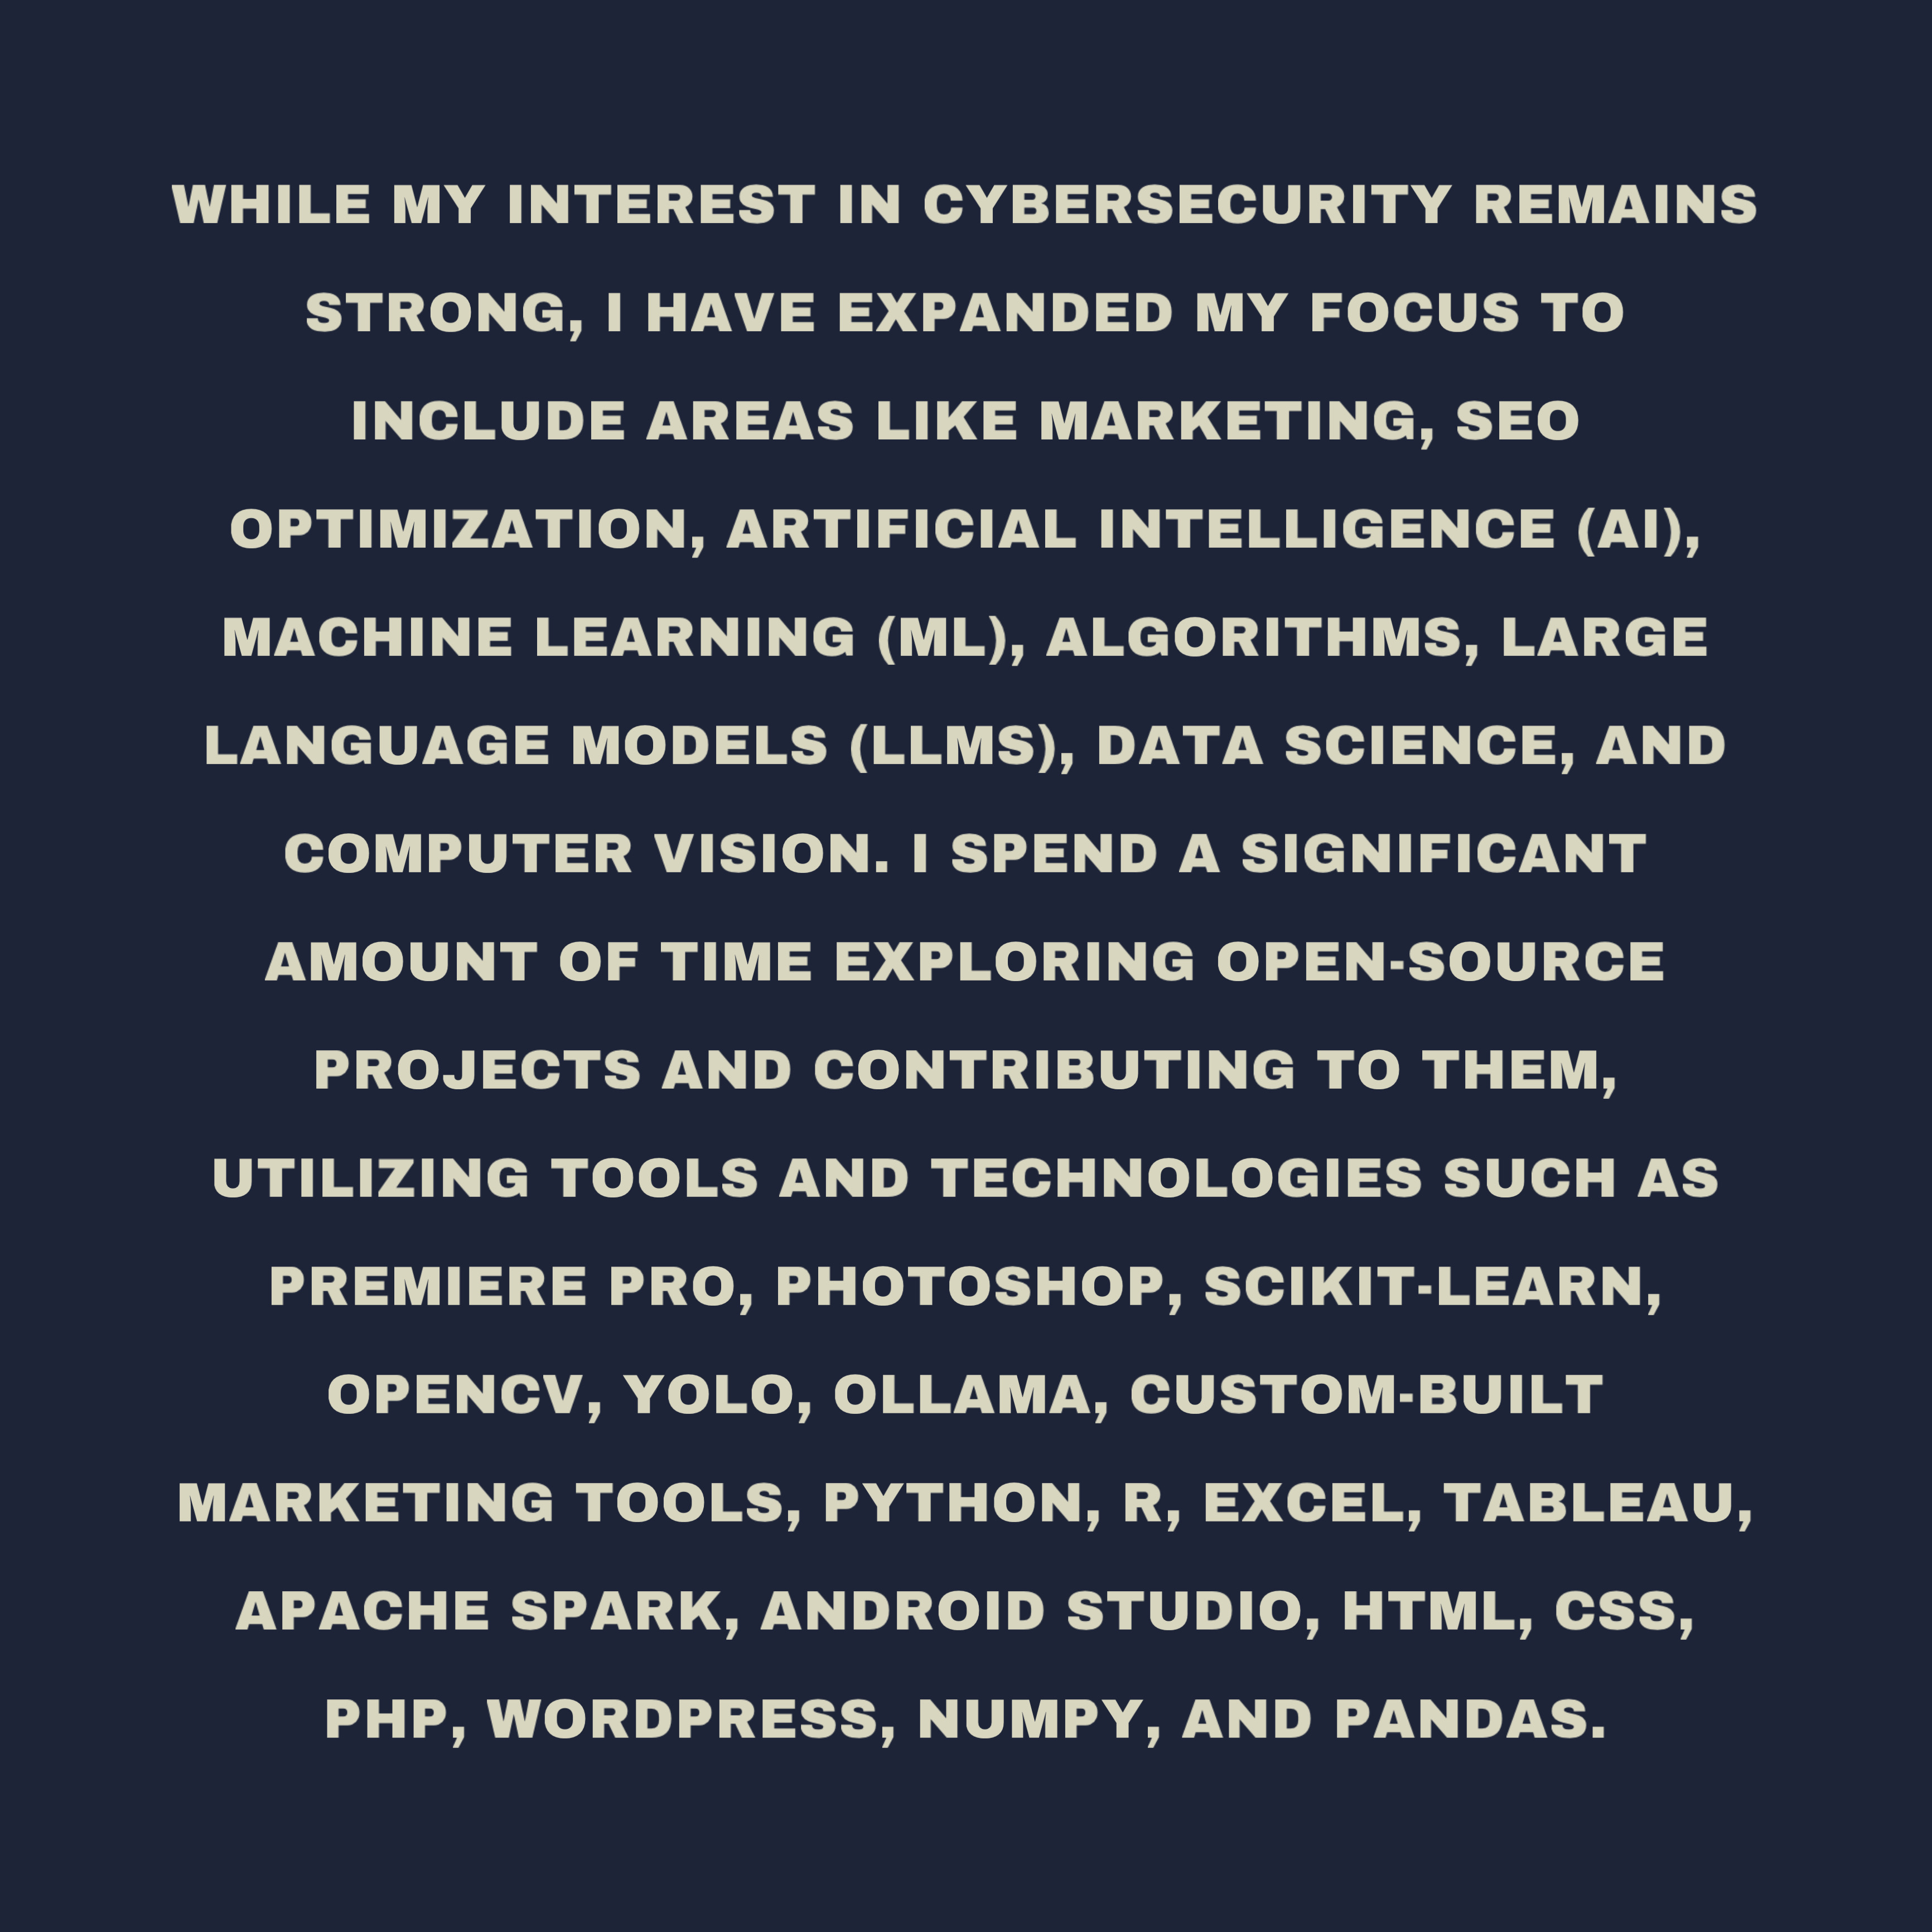 WHILE MY INTEREST IN CYBERSECURITY REMAINS
STRONG, I HAVE EXPANDED MY FOCUS TO
INCLUDE AREAS LIKE MARKETING, SEO
OPTIMIZATION, ARTIFICIAL INTELLIGENCE (AI),
MACHINE LEARNING (ML), ALGORITHMS, LARGE
LANGUAGE MODELS (LLMS), DATA SCIENCE, AND
COMPUTER VISION. I SPEND A SIGNIFICANT
AMOUNT OF TIME EXPLORING OPEN-SOURCE
PROJECTS AND CONTRIBUTING TO THEM,
UTILIZING TOOLS AND TECHNOLOGIES SUCH AS
PREMIERE PRO, PHOTOSHOP, SCIKIT-LEARN,
OPENCV, YOLO, OLLAMA, CUSTOM-BUILT
MARKETING TOOLS, PYTHON, R, EXCEL, TABLEAU,
APACHE SPARK, ANDROID STUDIO, HTML, CSS,
PHP, WORDPRESS, NUMPY, AND PANDAS.